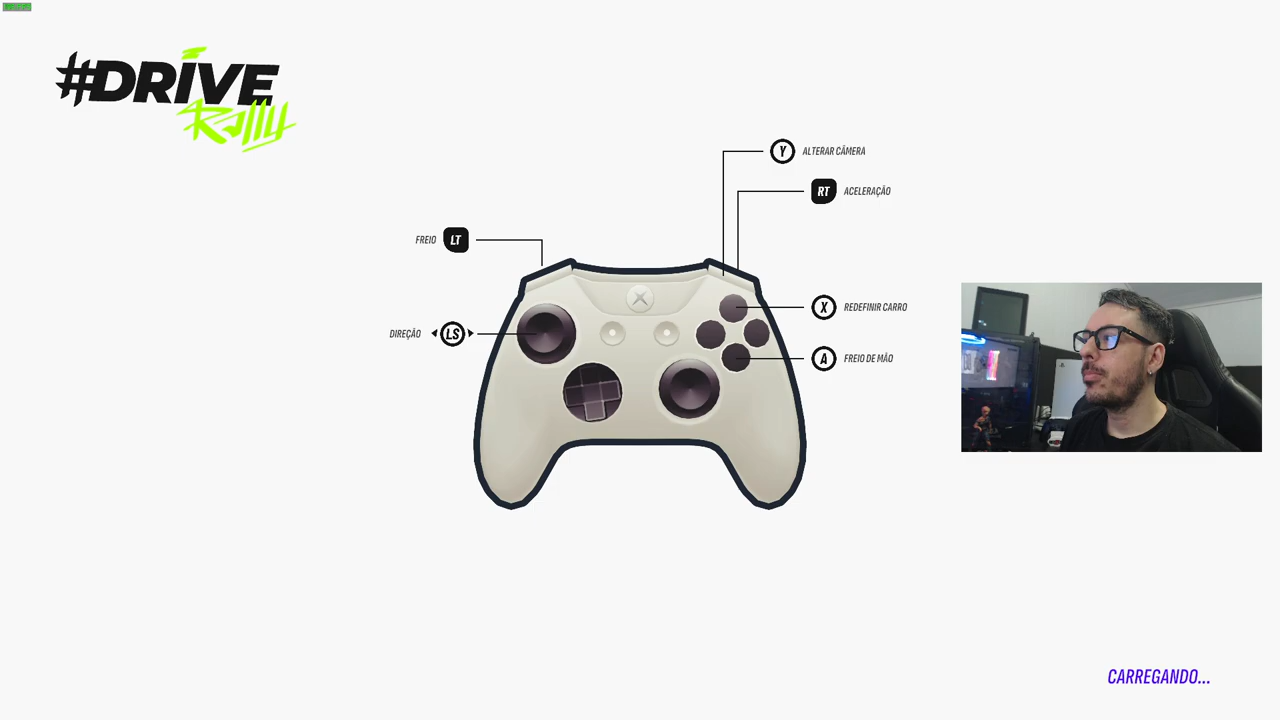 #DRIVE
Rally
Y ALTERAR CÂMERA
RT ACELERAÇÃO
FREIO LT
DIREÇÃO LS
X REDEFINIR CARRO
A FREIO DE MÃO
CARREGANDO...